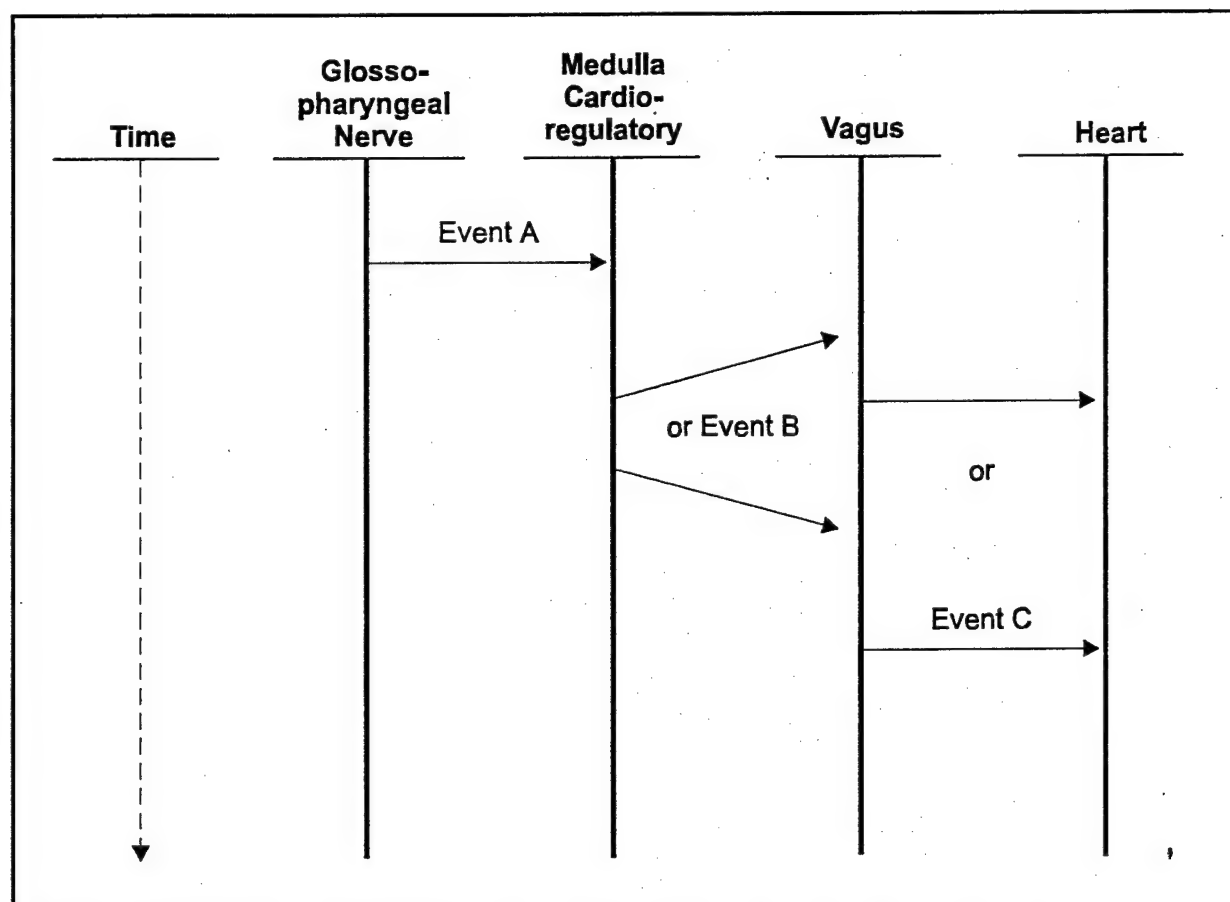 Time
Glosso-
pharyngeal
Nerve
Medulla
Cardio-
regulatory
Vagus
Heart
Event A
or Event B
or
Event C